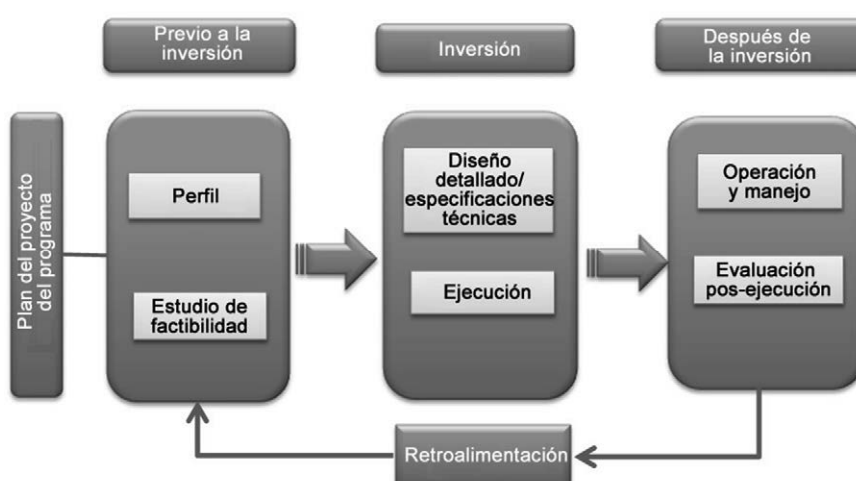 Previo a la
inversión
Inversión
Después de
la inversión
Plan del proyecto
del programa
Perfil
Estudio de
factibilidad
Diseño
detallado/
especificaciones
técnicas
Ejecución
Operación
y manejo
Evaluación
pos-ejecución
Retroalimentación